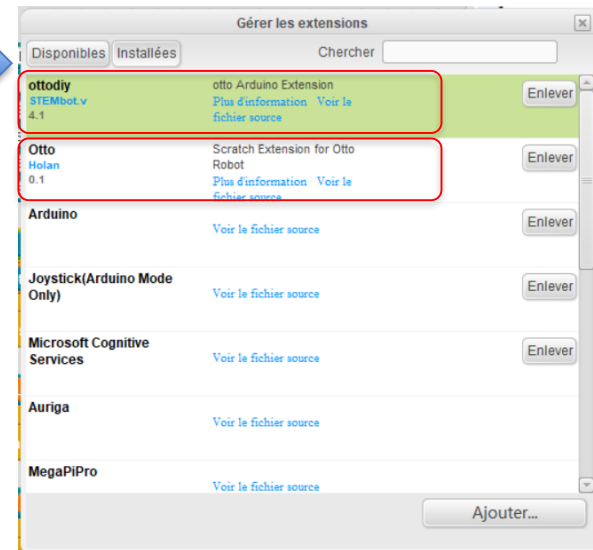 Gérer les extensions
Disponibles Installées Chercher
ottodiy otto Arduino Extension Enlever
STEMbot.v Plus d'information Voir le
4.1 fichier source
Otto Scratch Extension for Otto Enlever
Holan Robot
0.1 Plus d'information Voir le
fichier source
Arduino Enlever
Voir le fichier source
Joystick(Arduino Mode Enlever
Only) Voir le fichier source
Microsoft Cognitive Enlever
Services Voir le fichier source
Auriga
Voir le fichier source
MegaPiPro
Voir le fichier source
Ajouter...